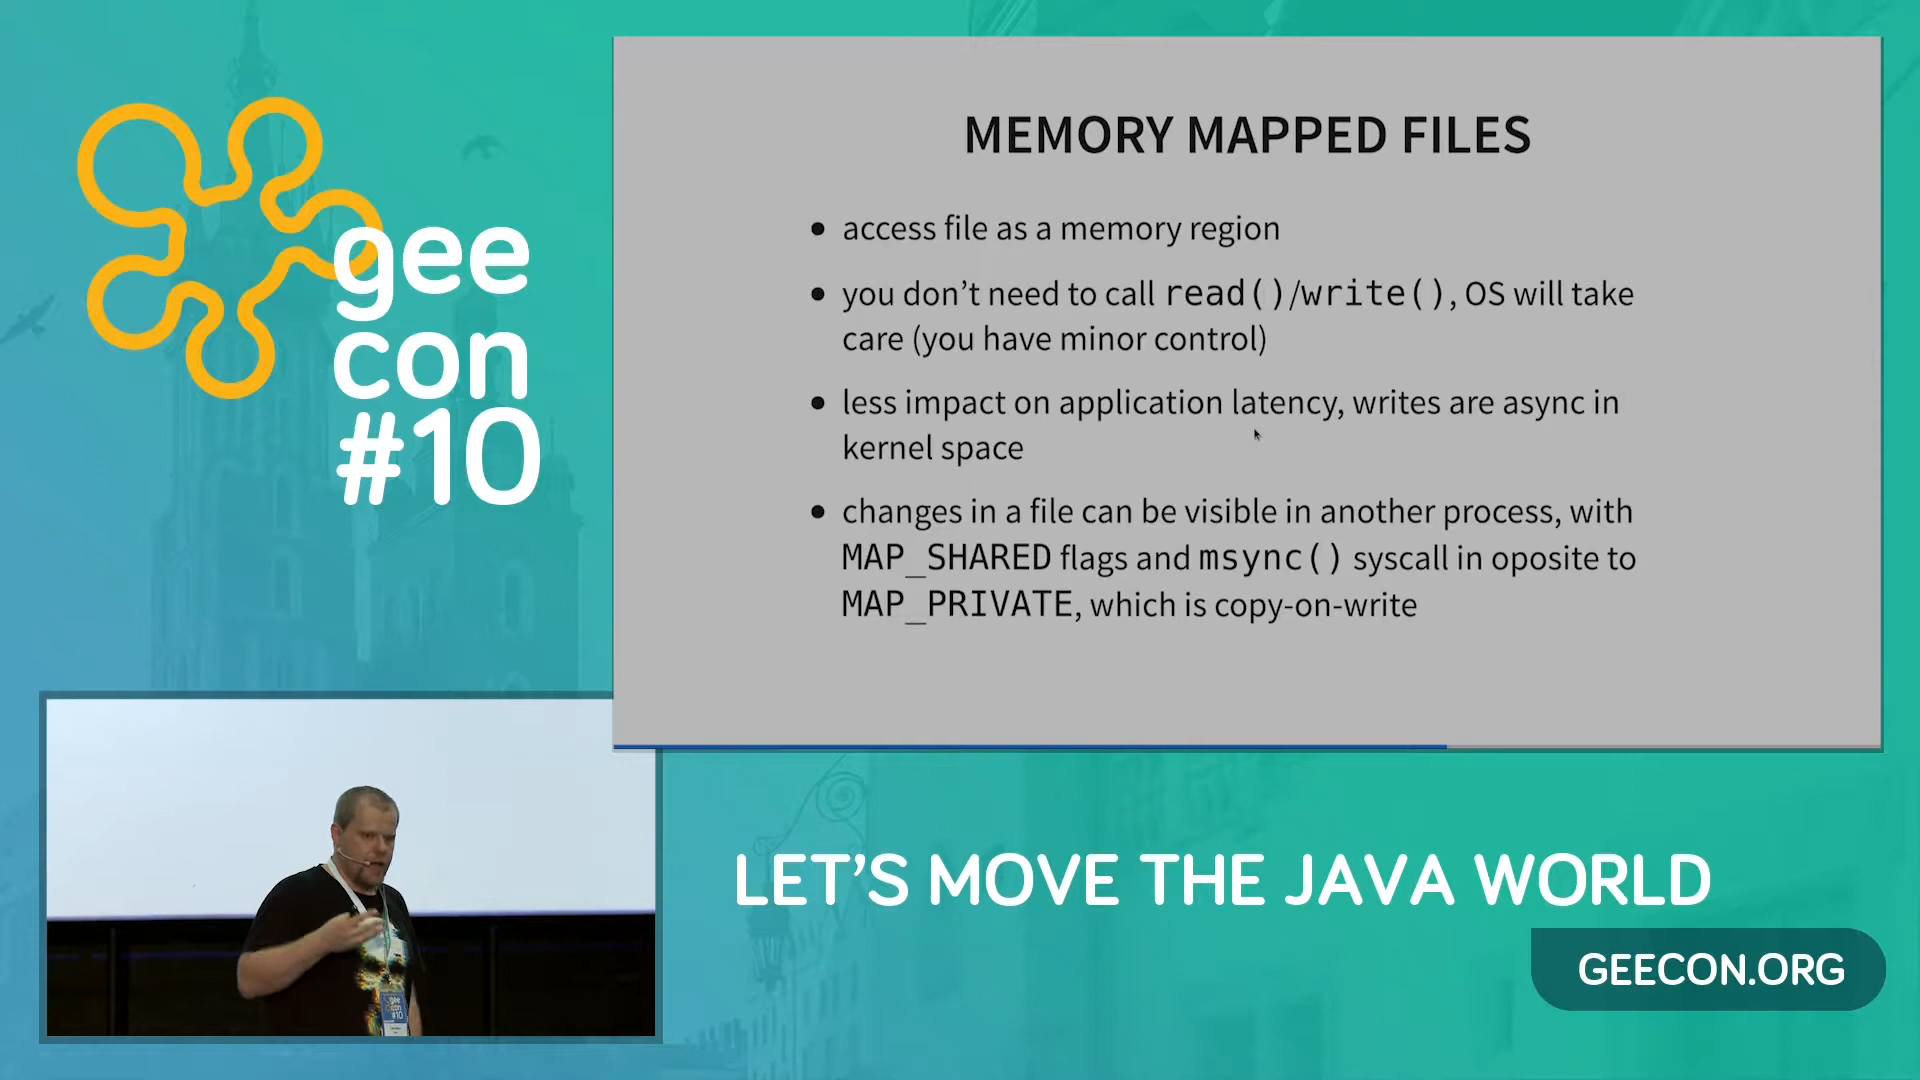 gee
con
#10
MEMORY MAPPED FILES
• access file as a memory region
• you don’t need to call read()/write(), OS will take
care (you have minor control)
• less impact on application latency, writes are async in
kernel space
• changes in a file can be visible in another process, with
MAP_SHARED flags and msync() syscall in oposite to
MAP_PRIVATE, which is copy-on-write
LET’S MOVE THE JAVA WORLD
GEECON.ORG
gee
con
#10